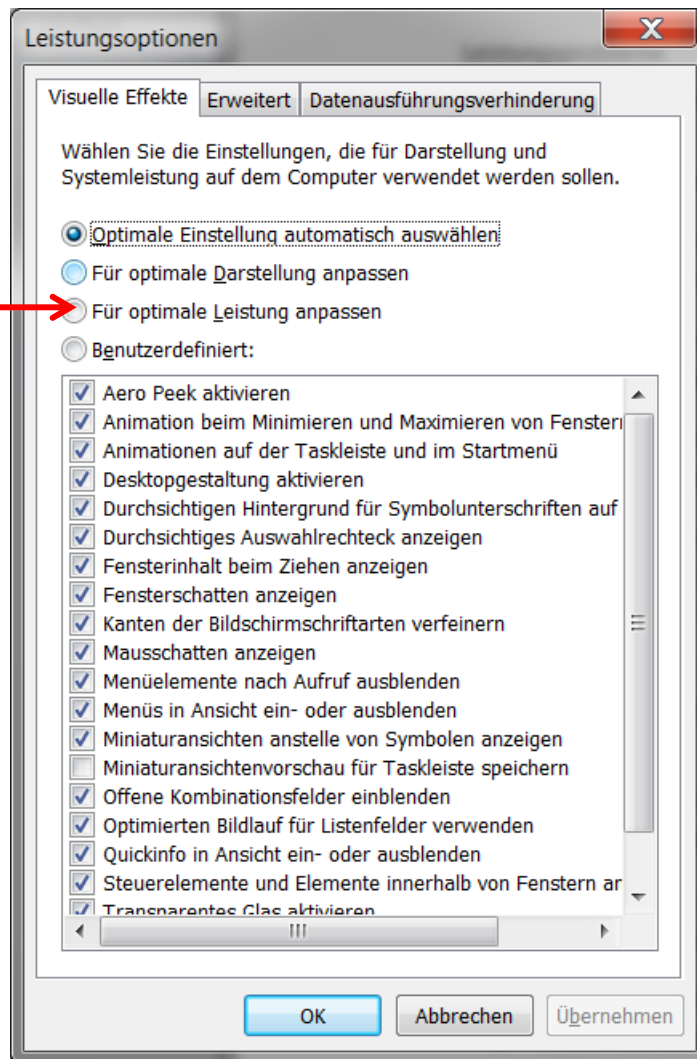 Leistungsoptionen
Visuelle Effekte Erweitert Datenausführungsverhinderung
Wählen Sie die Einstellungen, die für Darstellung und
Systemleistung auf dem Computer verwendet werden sollen.
Optimale Einstellung automatisch auswählen
Für optimale Darstellung anpassen
Für optimale Leistung anpassen
Benutzerdefiniert:
Aero Peek aktivieren
Animation beim Minimieren und Maximieren von Fenstern
Animationen auf der Taskleiste und im Startmenü
Desktopgestaltung aktivieren
Durchsichtigen Hintergrund für Symbolunterschriften auf
Durchsichtiges Auswahlrechteck anzeigen
Fensterinhalt beim Ziehen anzeigen
Fensterschatten anzeigen
Kanten der Bildschirmschriftarten verfeinern
Mausschatten anzeigen
Menüelemente nach Aufruf ausblenden
Menüs in Ansicht ein- oder ausblenden
Miniaturansichten anstelle von Symbolen anzeigen
Miniaturansichtenvorschau für Taskleiste speichern
Offene Kombinationsfelder einblenden
Optimierten Bildlauf für Listenfelder verwenden
Quickinfo in Ansicht ein- oder ausblenden
Steuerelemente und Elemente innerhalb von Fenstern ar
Transparentes Glas aktivieren
OK Abbrechen Übernehmen